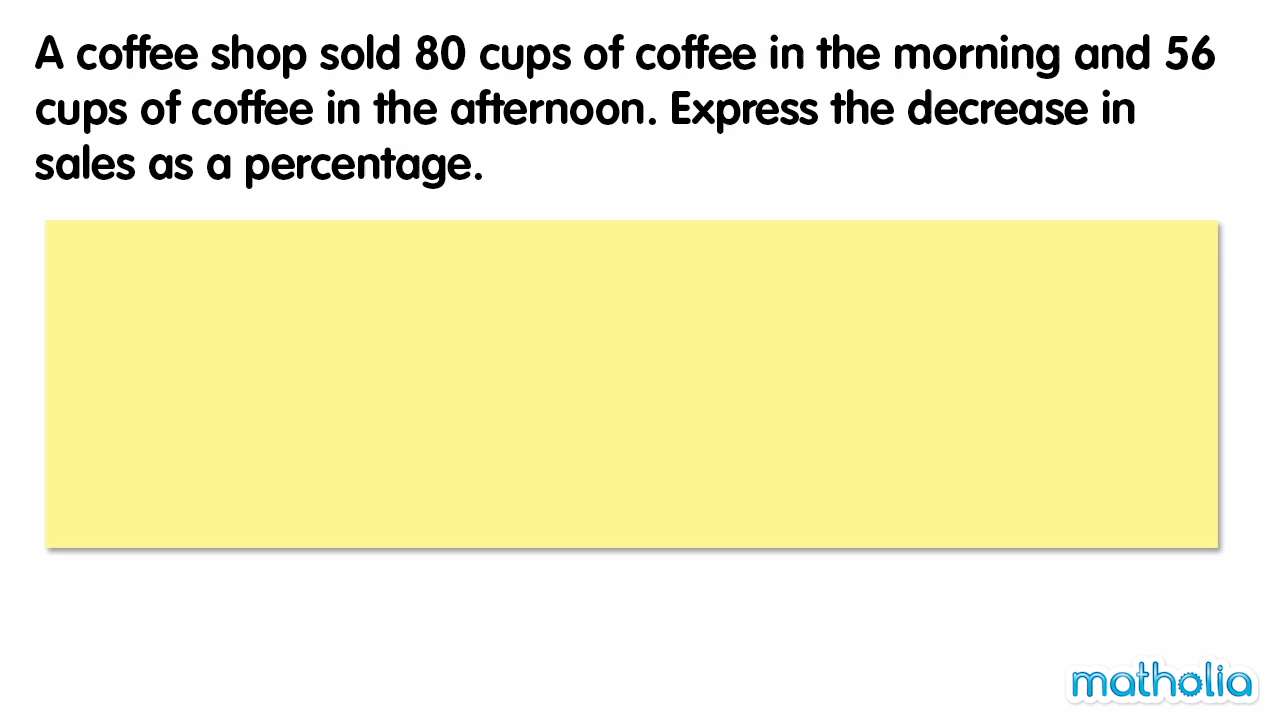 A coffee shop sold 80 cups of coffee in the morning and 56
cups of coffee in the afternoon. Express the decrease in
sales as a percentage.
matholia